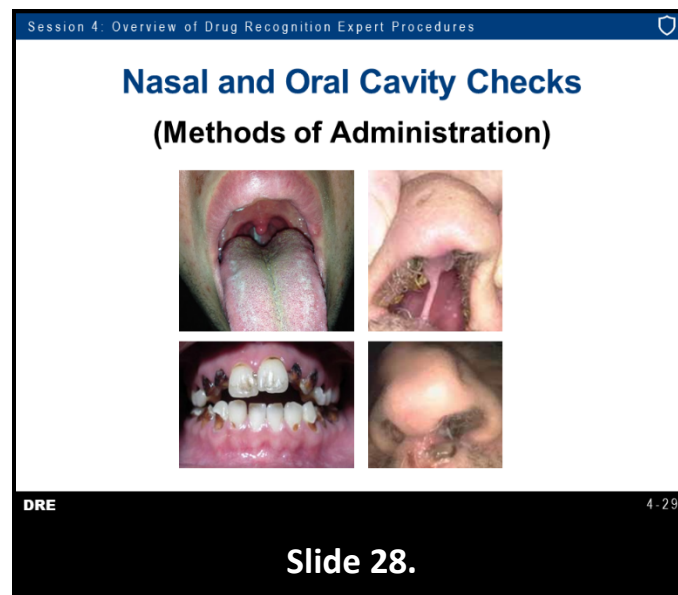 Session 4: Overview of Drug Recognition Expert Procedures
Nasal and Oral Cavity Checks
(Methods of Administration)
DRE
4-29
Slide 28.